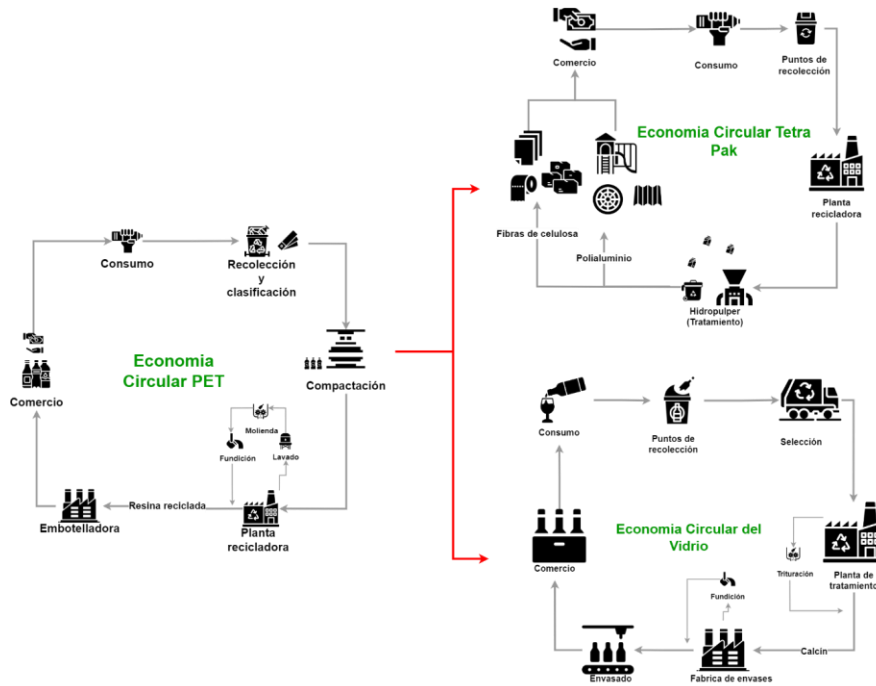 Comercio
Consumo
Puntos de
recolección
Economia Circular Tetra
Pak
Planta
recicladora
Fibras de celulosa
Polialuminio
Hidropulper
(Tratamiento)
Consumo
Recolección
y
clasificación
Economia
Circular PET
Compactación
Comercio
Molienda
Fundición
Lavado
Resina reciclada
Embotelladora
Planta
recicladora
Consumo
Puntos de
recolección
Selección
Economia Circular del
Vidrio
Comercio
Trituración
Planta de
tratamiento
Fundición
Calcín
Envasado
Fabrica de envases